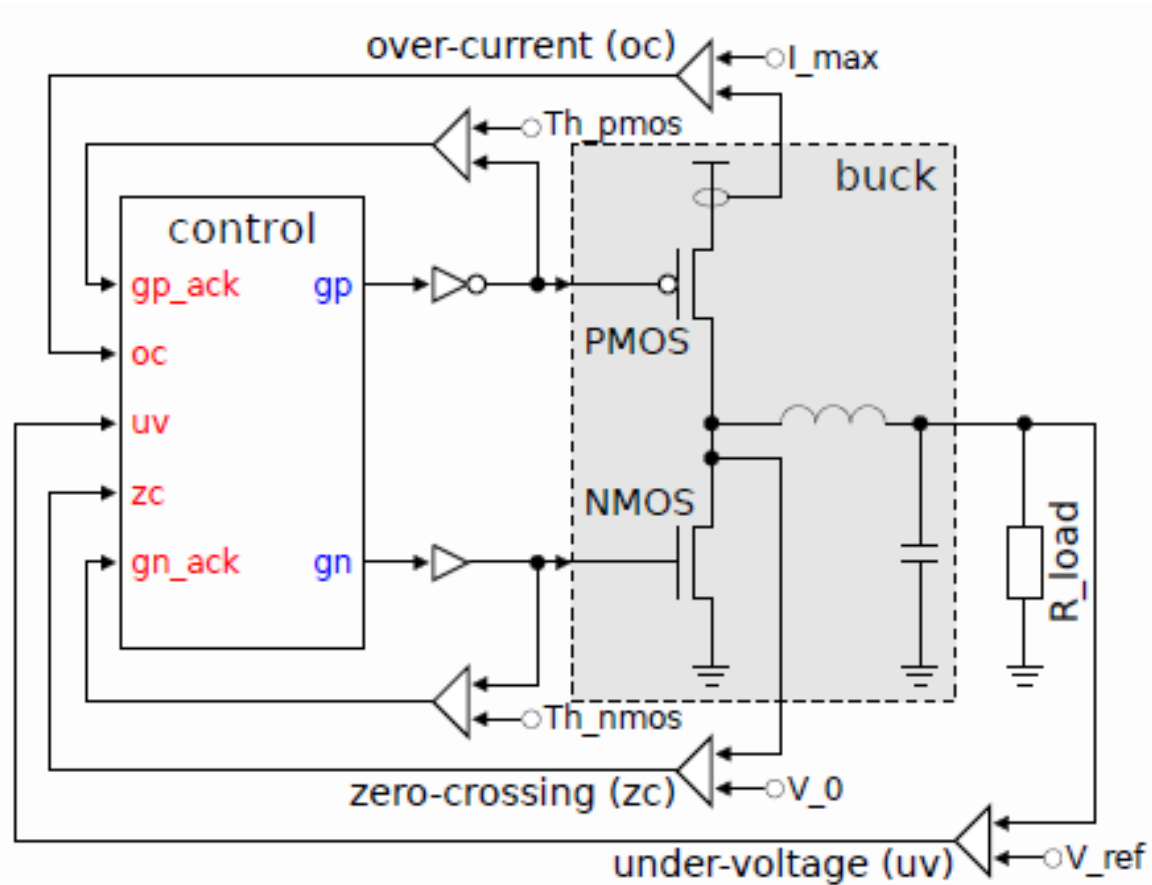 over-current (oc)
I_max
Th_pmos
buck
control
gp_ack
gp
oc
PMOS
uv
zc
NMOS
gn_ack
gn
R_load
Th_nmos
zero-crossing (zc)
V_0
under-voltage (uv)
V_ref